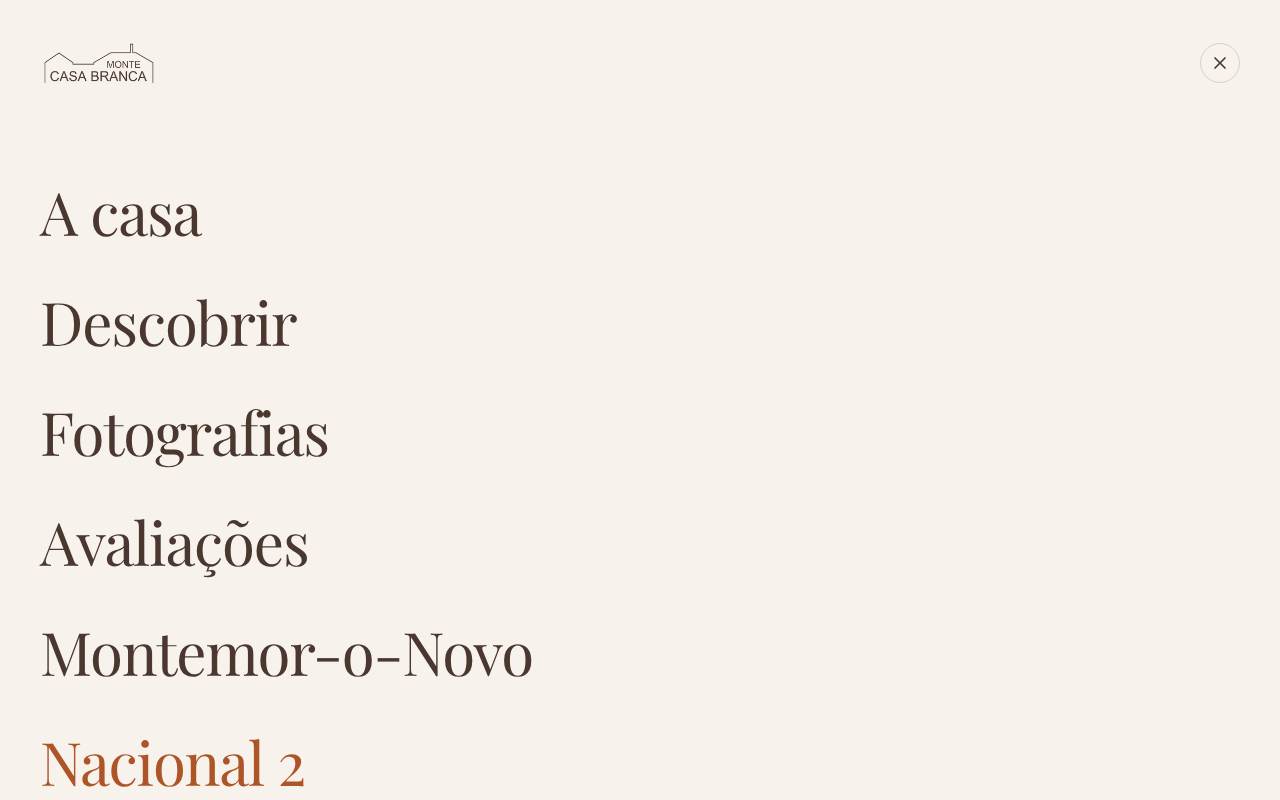 MONTE
CASA BRANCA
A casa
Descobrir
Fotografias
Avaliações
Montemor-o-Novo
Nacional 2